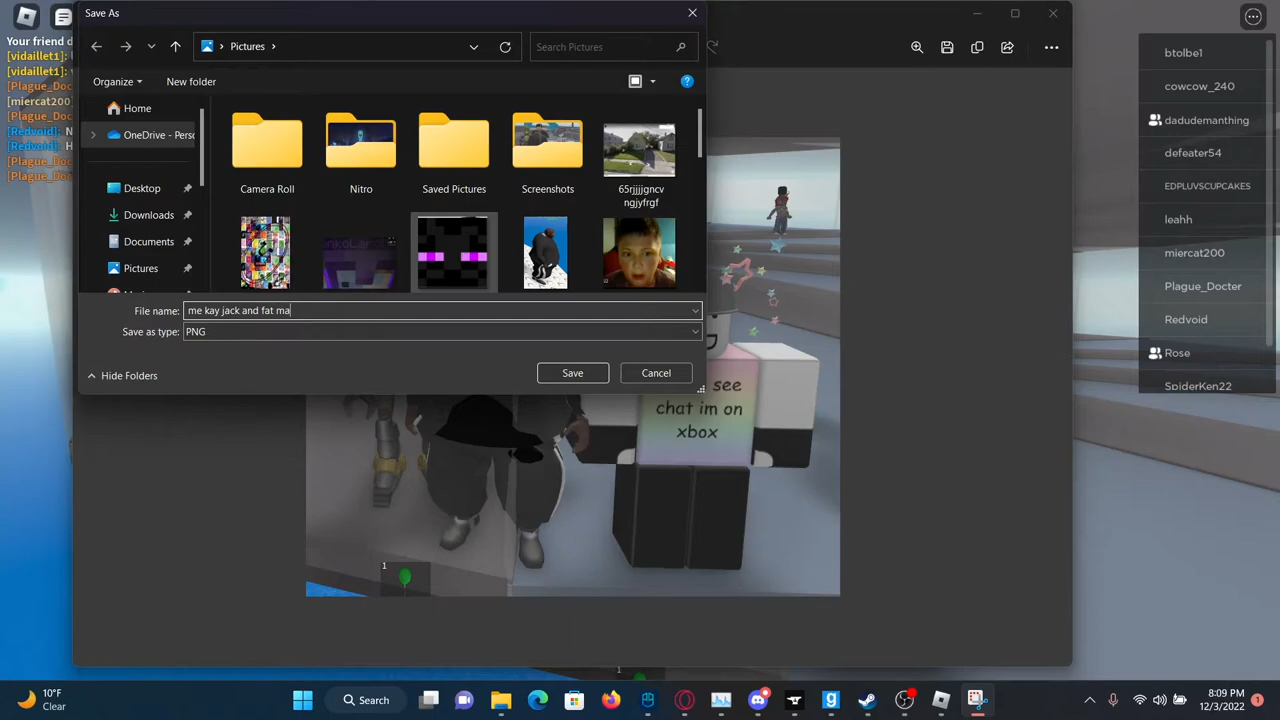 Save As
Pictures
Search Pictures
Organize
New folder
Your friend d
[vidaillet1]:
[vidaillet1]:
[Plague_Doc
[miercat200]
[Plague_Doc
[Redvoid]: N
[Redvoid]: H
[Plague_Doc
[Plague_Doc
Home
OneDrive - Perso
Desktop
Downloads
Documents
Pictures
Camera Roll
Nitro
Saved Pictures
Screenshots
65rjjjjgncv
ngjyfrgf
File name: me kay jack and fat ma
Save as type: PNG
Hide Folders
Save
Cancel
btolbe1
cowcow_240
dadudemanthing
defeater54
EDPLUVSCUPCAKES
leahh
miercat200
Plague_Docter
Redvoid
Rose
SpiderKen22
see
chat im on
xbox
1
1
10°F
Clear
Search
8:09 PM
12/3/2022
1